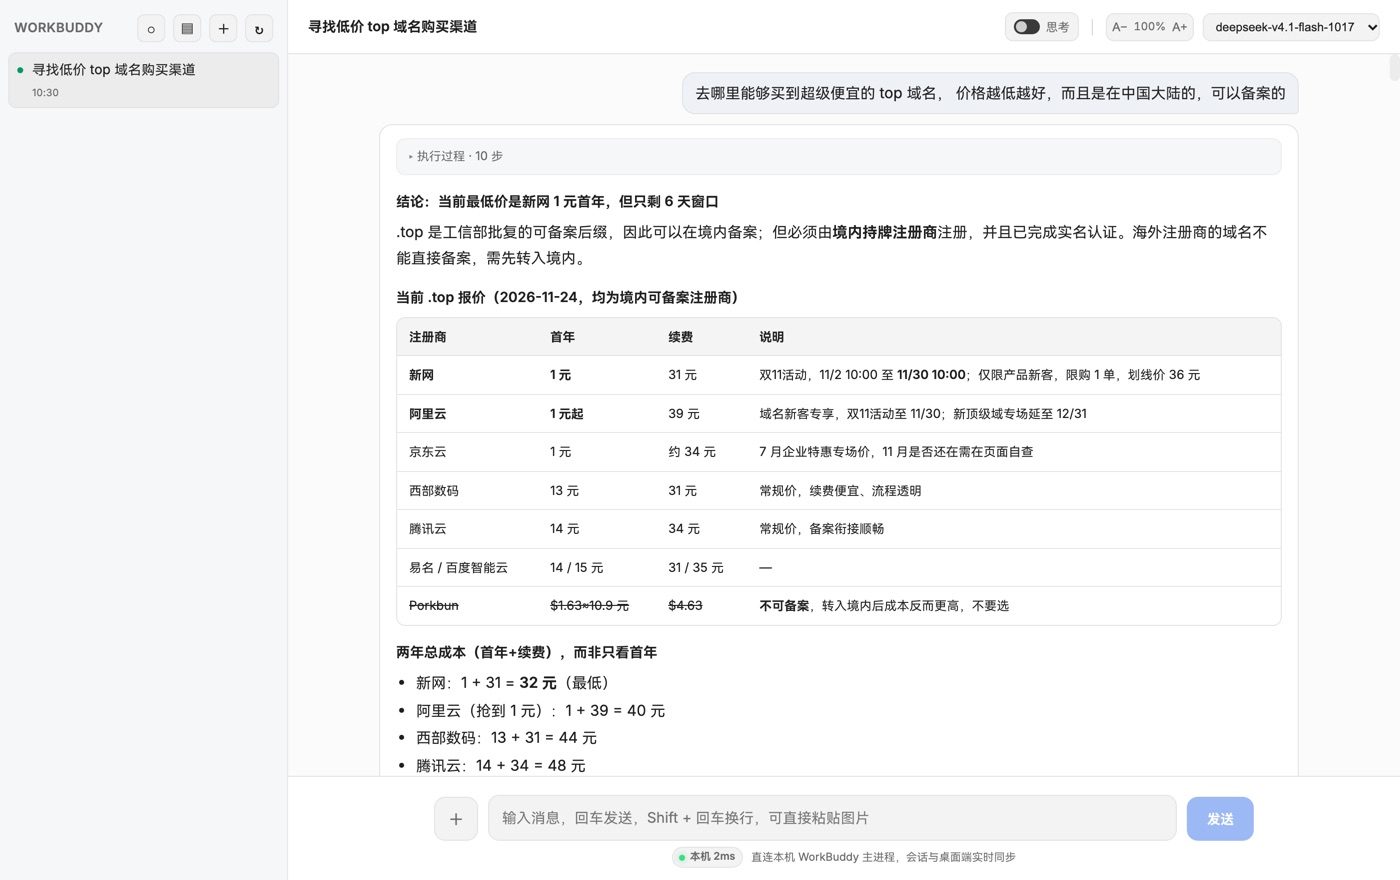 WORKBUDDY
寻找低价 top 域名购买渠道
10:30
寻找低价 top 域名购买渠道
思考
A− 100% A+
deepseek-v4.1-flash-1017
去哪里能够买到超级便宜的 top 域名， 价格越低越好，而且是在中国大陆的，可以备案的
执行过程 · 10 步
结论：当前最低价是新网 1 元首年，但只剩 6 天窗口
.top 是工信部批复的可备案后缀，因此可以在境内备案；但必须由境内持牌注册商注册，并且已完成实名认证。海外注册商的域名不
能直接备案，需先转入境内。
当前 .top 报价（2026-11-24，均为境内可备案注册商）
注册商 首年 续费 说明
新网 1 元 31 元 双11活动，11/2 10:00 至 11/30 10:00；仅限产品新客，限购 1 单，划线价 36 元
阿里云 1 元起 39 元 域名新客专享，双11活动至 11/30；新顶级域专场延至 12/31
京东云 1 元 约 34 元 7 月企业特惠专场价，11 月是否还在需在页面自查
西部数码 13 元 31 元 常规价，续费便宜、流程透明
腾讯云 14 元 34 元 常规价，备案衔接顺畅
易名 / 百度智能云 14 / 15 元 31 / 35 元 —
Porkbun $1.63≈10.9 元 $4.63 不可备案，转入境内后成本反而更高，不要选
两年总成本（首年+续费），而非只看首年
• 新网：1 + 31 = 32 元（最低）
• 阿里云（抢到 1 元）：1 + 39 = 40 元
• 西部数码：13 + 31 = 44 元
• 腾讯云：14 + 34 = 48 元
输入消息，回车发送，Shift + 回车换行，可直接粘贴图片
发送
本机 2ms 直连本机 WorkBuddy 主进程，会话与桌面端实时同步